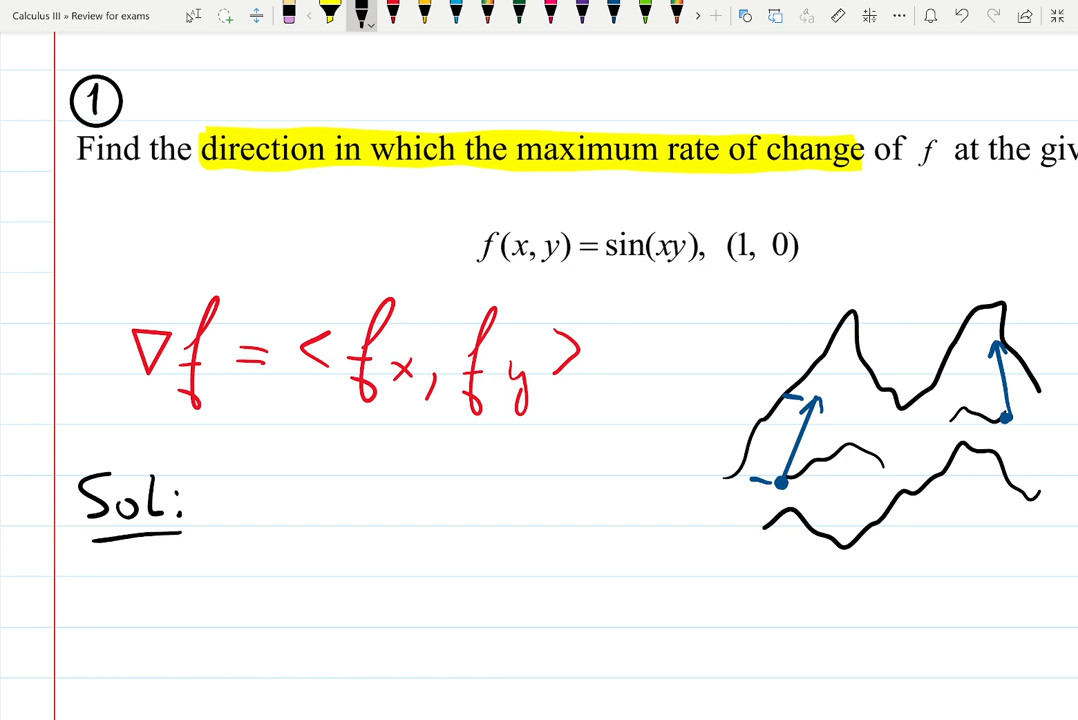 Calculus III » Review for exams
1
Find the direction in which the maximum rate of change of f at the giv
f(x, y) = sin(xy), (1, 0)
∇f = <fx, fy>
Sol: